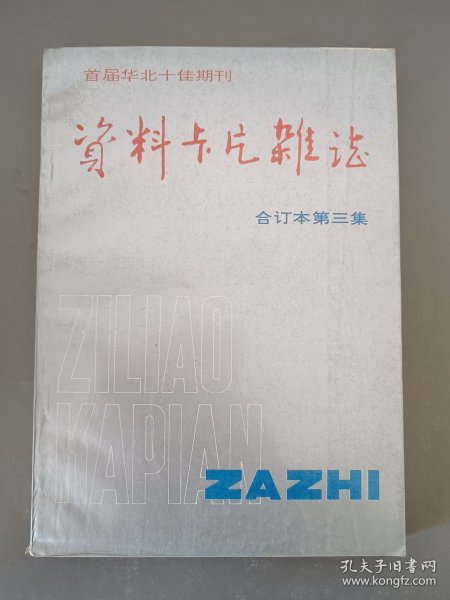 首届华北十佳期刊
資料卡片雜誌
合订本第三集
ZILIAO
KAPIAN
ZAZHI
孔夫子旧书网
www.kongfz.com